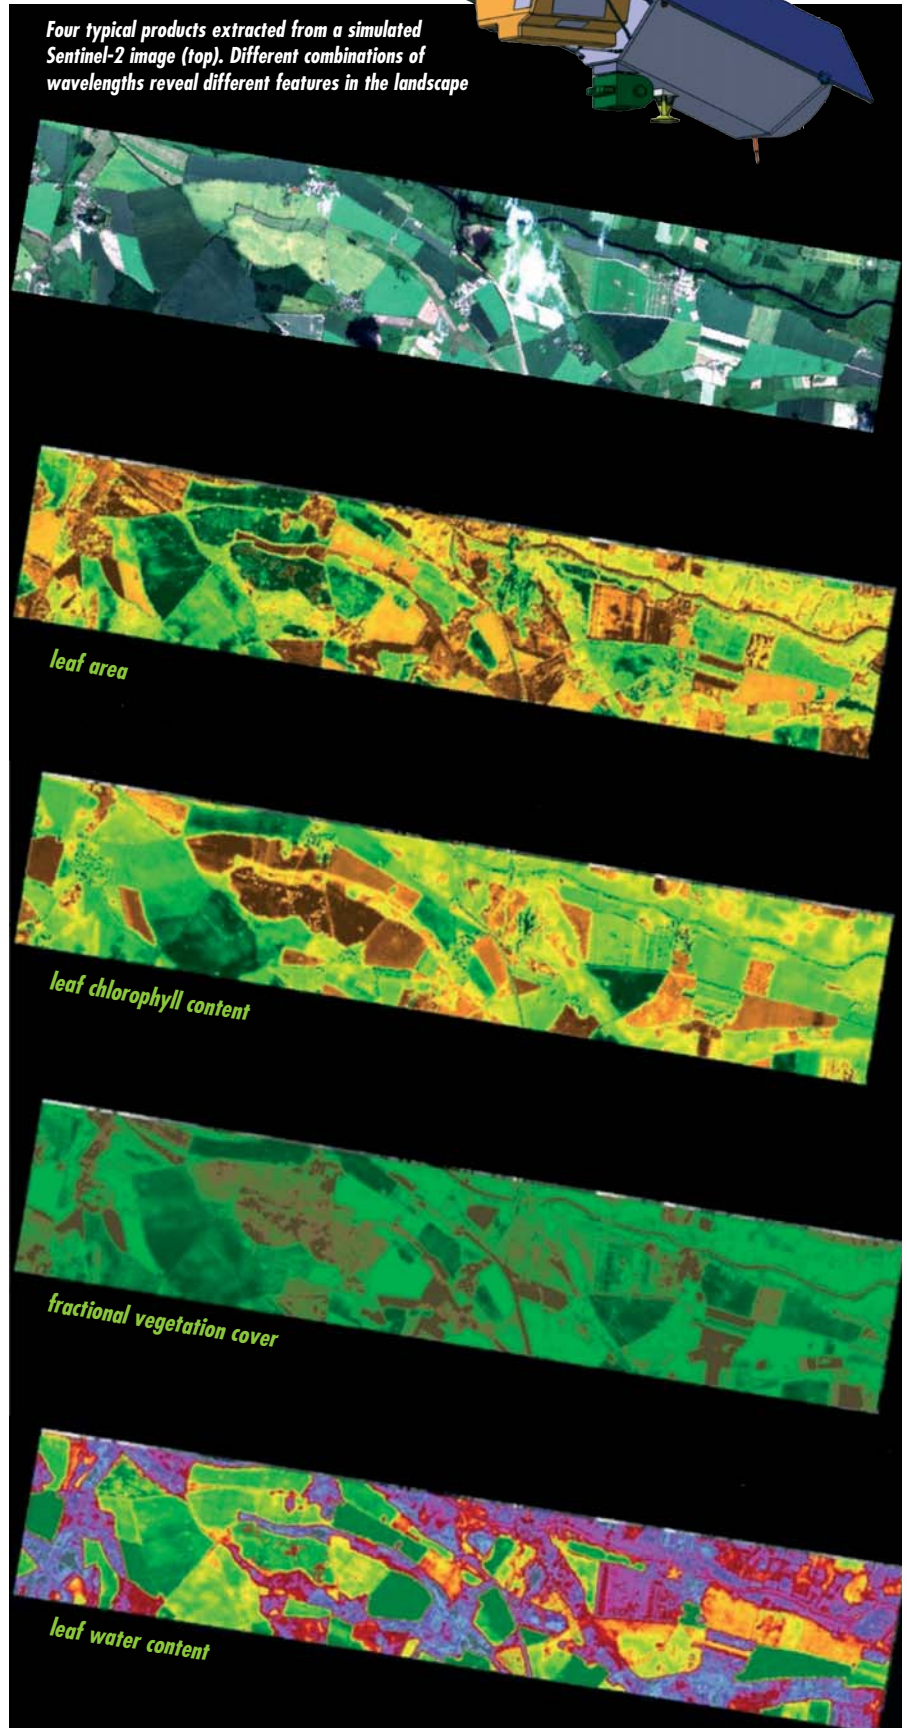 Four typical products extracted from a simulated
Sentinel-2 image (top). Different combinations of
wavelengths reveal different features in the landscape
leaf area
leaf chlorophyll content
fractional vegetation cover
leaf water content